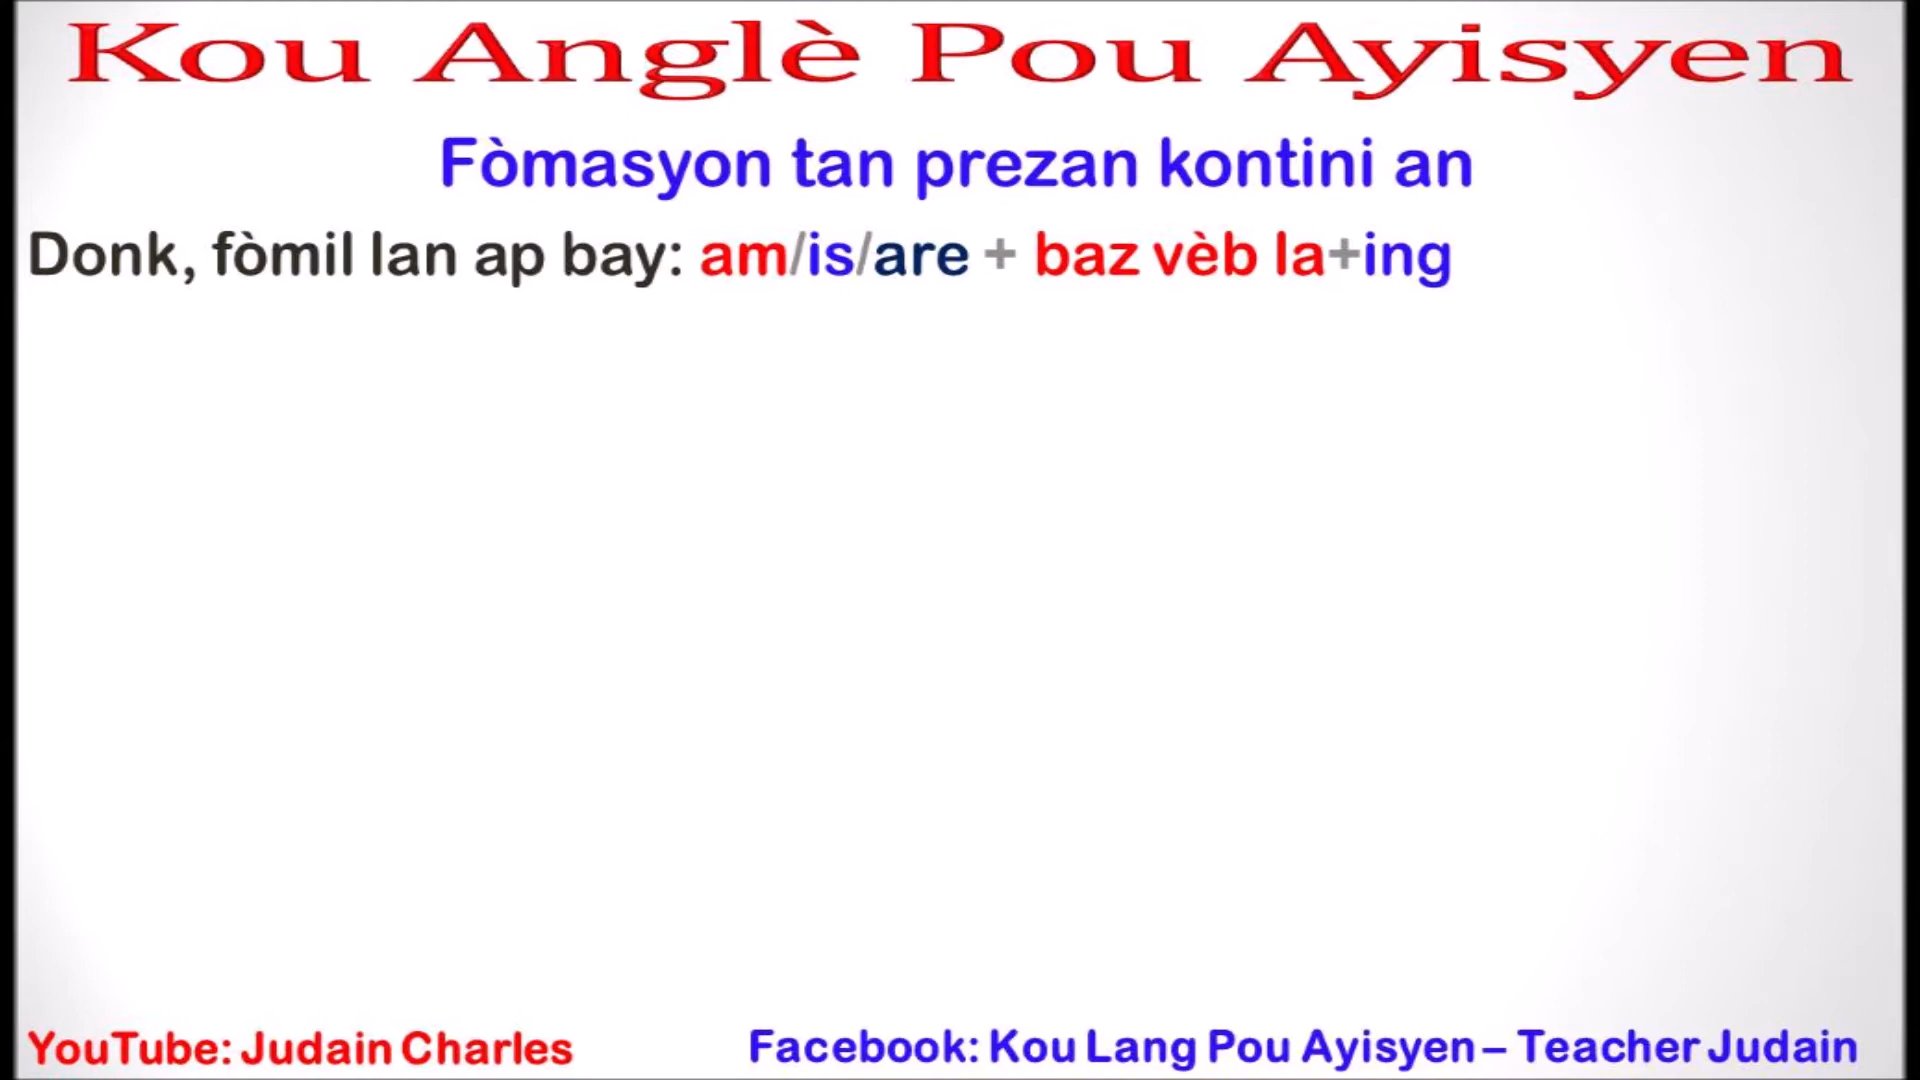 Kou Anglè Pou Ayisyen
Fòmasyon tan prezan kontini an
Donk, fòmil lan ap bay: am/is/are + baz vèb la+ing
YouTube: Judain Charles
Facebook: Kou Lang Pou Ayisyen – Teacher Judain